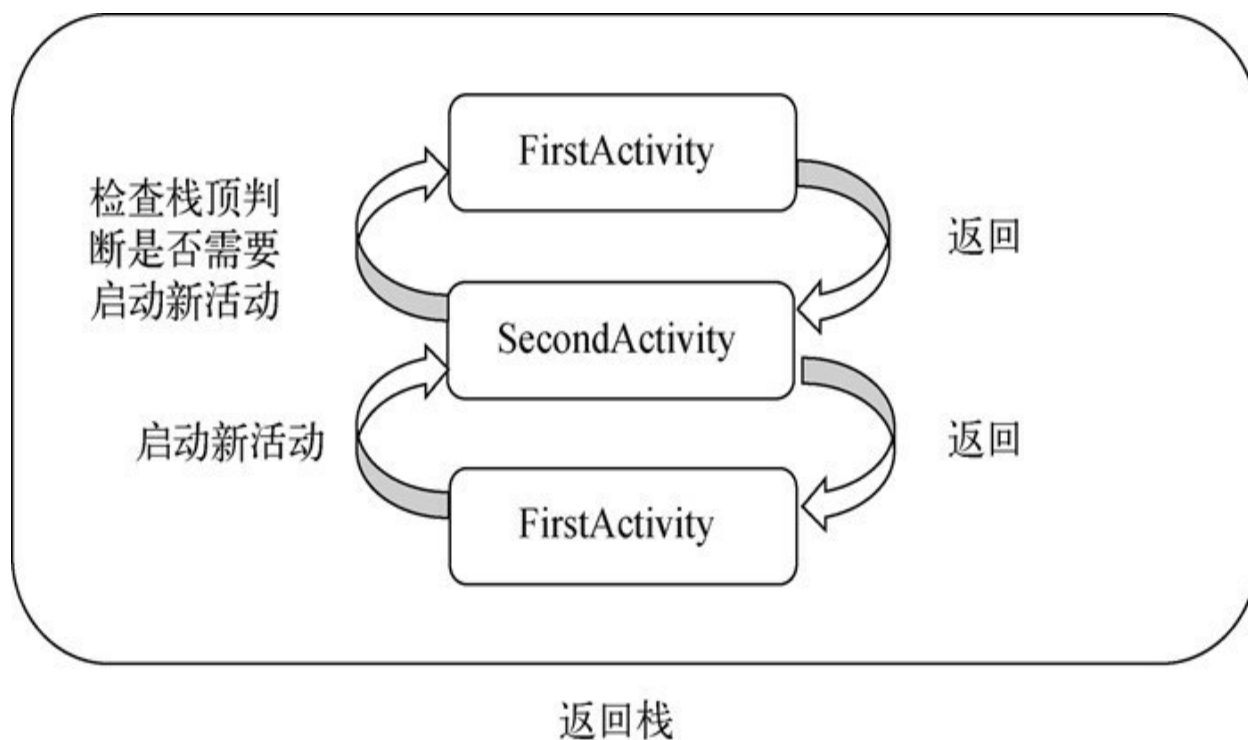 FirstActivity
检查栈顶判
断是否需要
启动新活动
返回
SecondActivity
启动新活动
返回
FirstActivity
返回栈